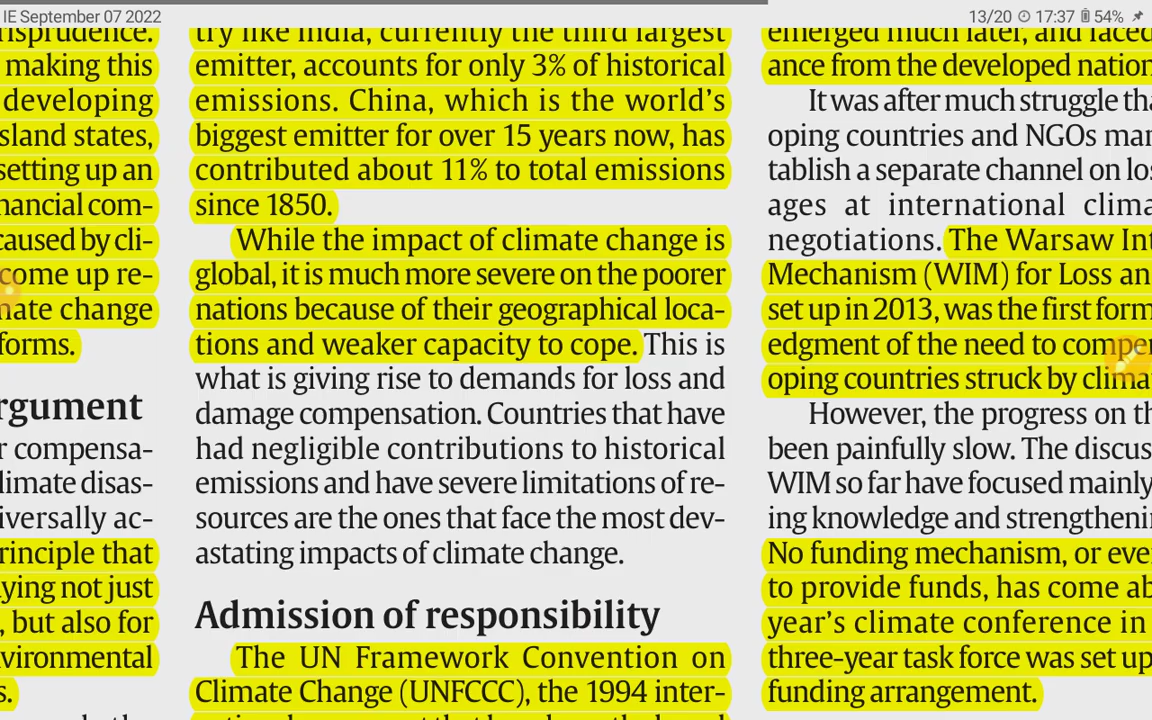 IE September 07 2022
13/20 17:37 54%
risprudence.
making this
developing
sland states,
setting up an
nancial com-
caused by cli-
come up re-
mate change
forms.
rgument
r compensa-
limate disas-
iversally ac-
rinciple that
ying not just
, but also for
vironmental
s.
try like India, currently the third largest
emitter, accounts for only 3% of historical
emissions. China, which is the world's
biggest emitter for over 15 years now, has
contributed about 11% to total emissions
since 1850.
While the impact of climate change is
global, it is much more severe on the poorer
nations because of their geographical loca-
tions and weaker capacity to cope. This is
what is giving rise to demands for loss and
damage compensation. Countries that have
had negligible contributions to historical
emissions and have severe limitations of re-
sources are the ones that face the most dev-
astating impacts of climate change.
Admission of responsibility
The UN Framework Convention on
Climate Change (UNFCCC), the 1994 inter-
emerged much later, and faced
ance from the developed nation
It was after much struggle tha
oping countries and NGOs man
tablish a separate channel on los
ages at international clima
negotiations. The Warsaw Int
Mechanism (WIM) for Loss an
set up in 2013, was the first form
edgment of the need to compe
oping countries struck by clima
However, the progress on th
been painfully slow. The discus
WIM so far have focused mainly
ing knowledge and strengtheni
No funding mechanism, or eve
to provide funds, has come ab
year's climate conference in
three-year task force was set up
funding arrangement.